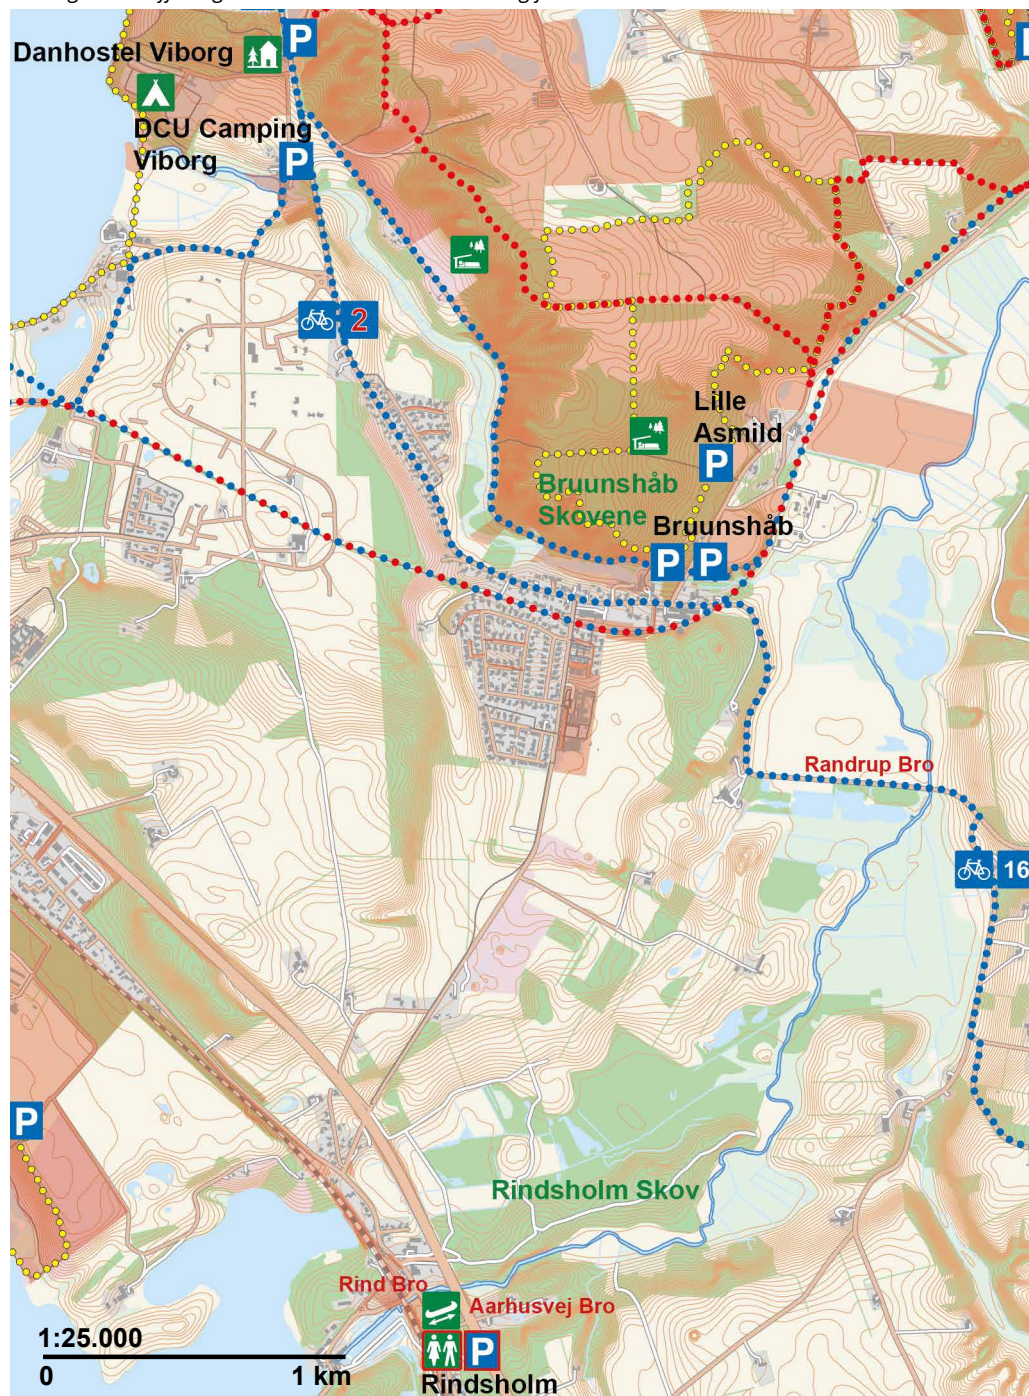 Danhostel Viborg
P
P
DCU Camping
Viborg
P
2
Lille
Asmild
P
Bruunshåb
Skovene
Bruunshåb
P
P
Randrup Bro
16
P
Rindsholm Skov
Rind Bro
Aarhusvej Bro
P
Rindsholm
1:25.000
0 1 km